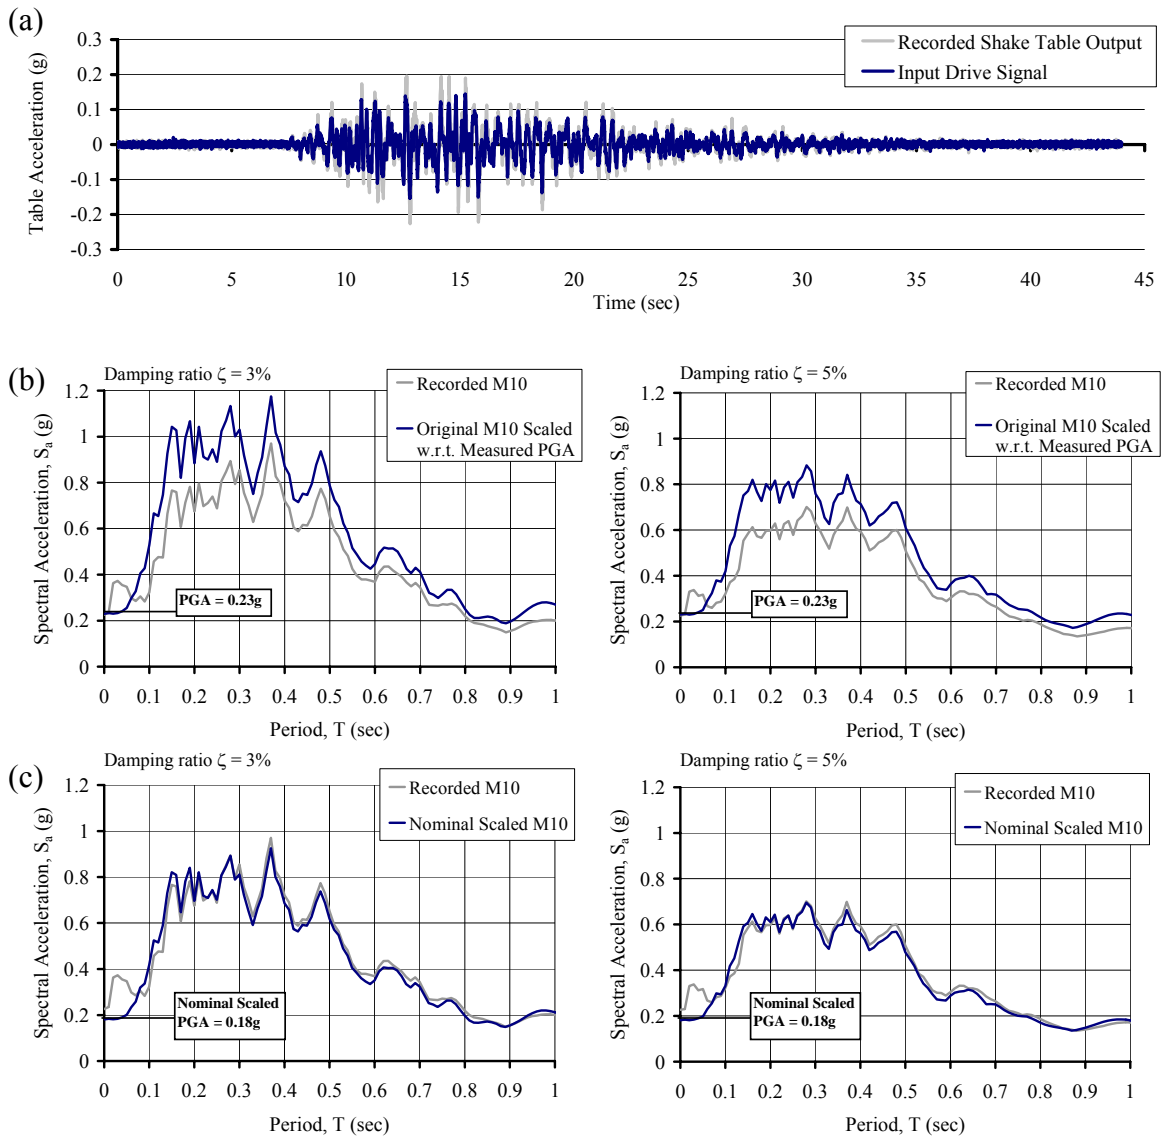 (a)
Recorded Shake Table Output
Input Drive Signal
Table Acceleration (g)
0.3
0.2
0.1
0
-0.1
-0.2
-0.3
0 5 10 15 20 25 30 35 40 45
Time (sec)
(b)
Damping ratio ζ = 3%
Recorded M10
Original M10 Scaled
w.r.t. Measured PGA
Spectral Acceleration, Sa (g)
1.2
1
0.8
0.6
0.4
0.2
0
PGA = 0.23g
0 0.1 0.2 0.3 0.4 0.5 0.6 0.7 0.8 0.9 1
Period, T (sec)
Damping ratio ζ = 5%
Recorded M10
Original M10 Scaled
w.r.t. Measured PGA
Spectral Acceleration, Sa (g)
1.2
1
0.8
0.6
0.4
0.2
0
PGA = 0.23g
0 0.1 0.2 0.3 0.4 0.5 0.6 0.7 0.8 0.9 1
Period, T (sec)
(c)
Damping ratio ζ = 3%
Recorded M10
Nominal Scaled M10
Spectral Acceleration, Sa (g)
1.2
1
0.8
0.6
0.4
0.2
0
Nominal Scaled
PGA = 0.18g
0 0.1 0.2 0.3 0.4 0.5 0.6 0.7 0.8 0.9 1
Period, T (sec)
Damping ratio ζ = 5%
Recorded M10
Nominal Scaled M10
Spectral Acceleration, Sa (g)
1.2
1
0.8
0.6
0.4
0.2
0
Nominal Scaled
PGA = 0.18g
0 0.1 0.2 0.3 0.4 0.5 0.6 0.7 0.8 0.9 1
Period, T (sec)